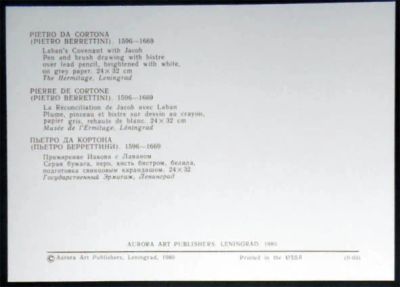 PIETRO DA CORTONA
(PIETRO BERRETTINI). 1596—1669
Laban's Covenant with Jacob
Pen and brush drawing with bistre
over lead pencil, heightened with white,
on grey paper. 24×32 cm
The Hermitage, Leningrad
PIERRE DE CORTONE
(PIETRO BERRETTINI). 1596—1669
La Réconciliation de Jacob avec Laban
Plume, pinceau et bistre sur dessin au crayon,
papier gris, rehauts de blanc. 24×32 cm
Musée de l'Ermitage, Léningrad
ПЬЕТРО ДА КОРТОНА
(ПЬЕТРО БЕРРЕТТИНИ). 1596—1669
Примирение Иакова с Лаваном
Серая бумага, перо, кисть бистром, белила,
подготовка свинцовым карандашом. 24×32
Государственный Эрмитаж, Ленинград
AURORA ART PUBLISHERS. LENINGRAD. 1980
© Aurora Art Publishers, Leningrad, 1980
Printed in the